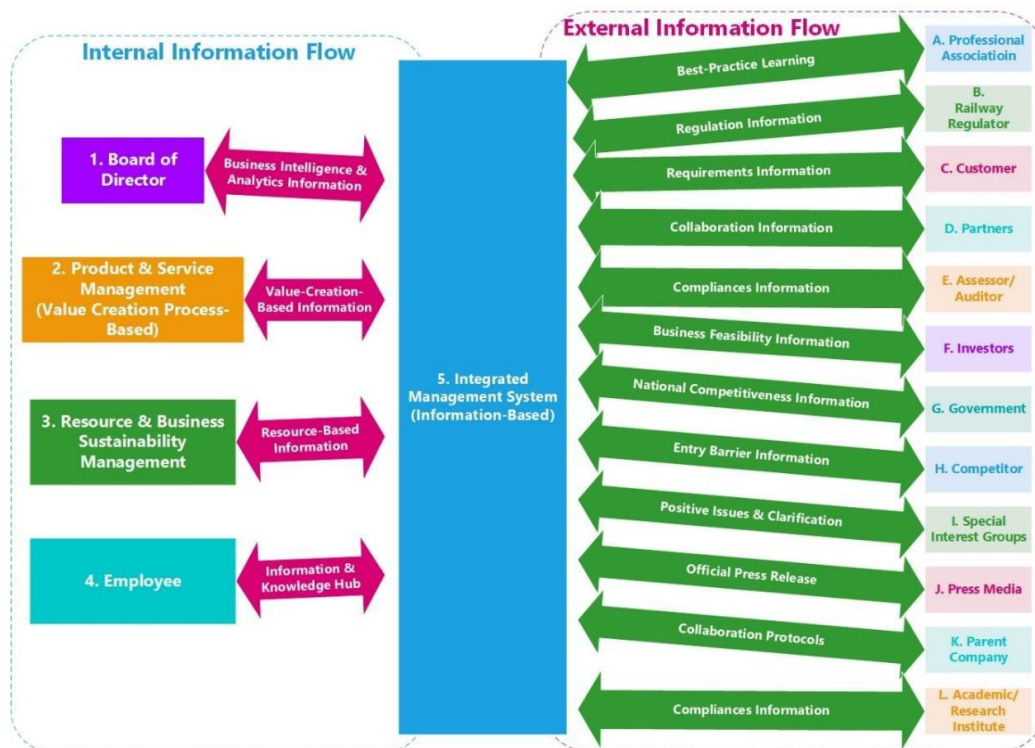 Internal Information Flow
External Information Flow
1. Board of
Director
Business Intelligence &
Analytics Information
2. Product & Service
Management
(Value Creation Process-
Based)
Value-Creation-
Based Information
3. Resource & Business
Sustainability
Management
Resource-Based
Information
4. Employee
Information &
Knowledge Hub
5. Integrated
Management System
(Information-Based)
Best-Practice Learning
A. Professional
Associatioin
Regulation Information
B.
Railway
Regulator
Requirements Information
C. Customer
Collaboration Information
D. Partners
Compliances Information
E. Assessor/
Auditor
Business Feasibility Information
F. Investors
National Competitiveness Information
G. Government
Entry Barrier Information
H. Competitor
Positive Issues & Clarification
I. Special
Interest Groups
Official Press Release
J. Press Media
Collaboration Protocols
K. Parent
Company
Compliances Information
L. Academic/
Research
Institute